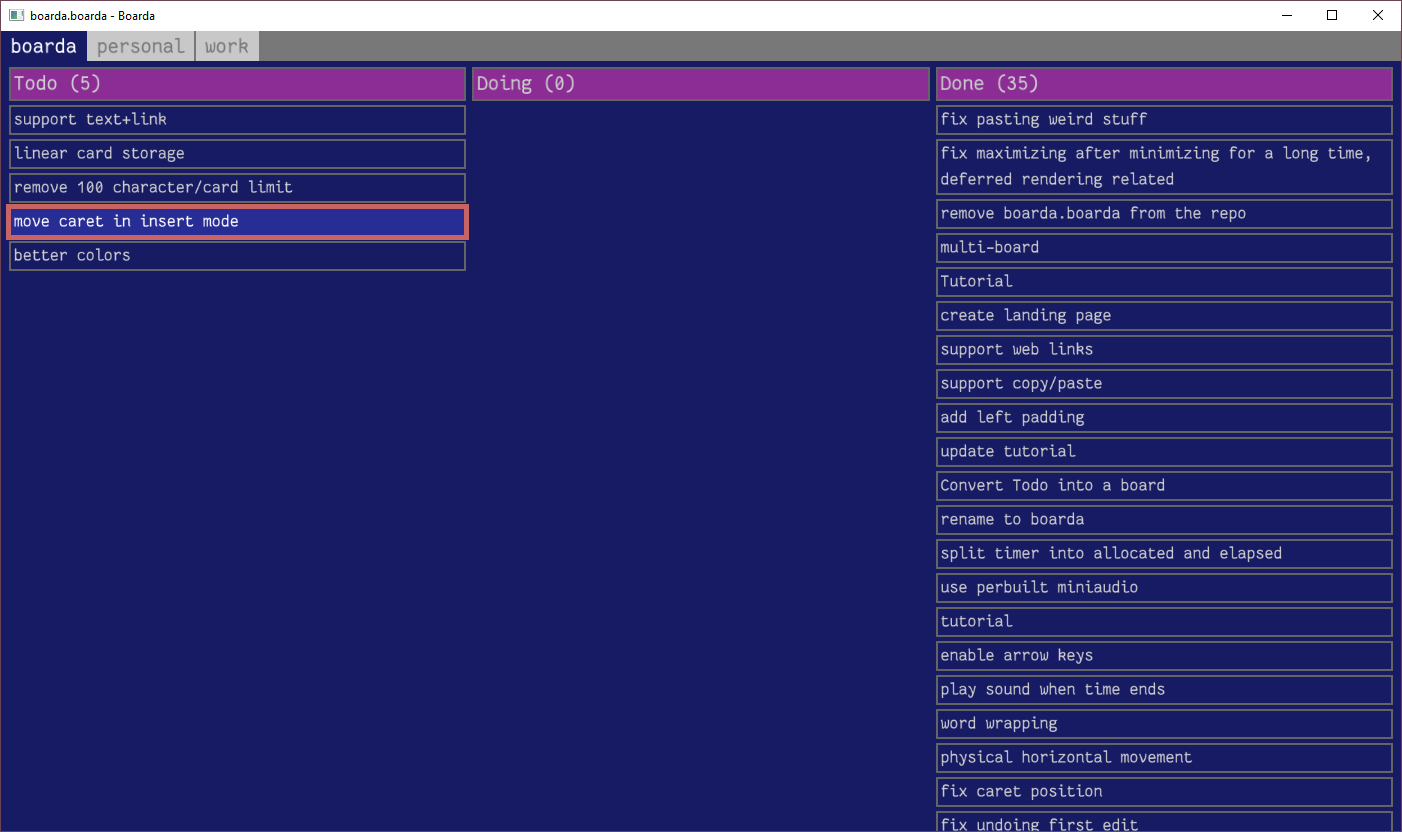 boarda.boarda - Boarda
boarda personal work
Todo (5)
support text+link
linear card storage
remove 100 character/card limit
move caret in insert mode
better colors
Doing (0)
Done (35)
fix pasting weird stuff
fix maximizing after minimizing for a long time,
deferred rendering related
remove boarda.boarda from the repo
multi-board
Tutorial
create landing page
support web links
support copy/paste
add left padding
update tutorial
Convert Todo into a board
rename to boarda
split timer into allocated and elapsed
use perbuilt miniaudio
tutorial
enable arrow keys
play sound when time ends
word wrapping
physical horizontal movement
fix caret position
fix undoing first edit